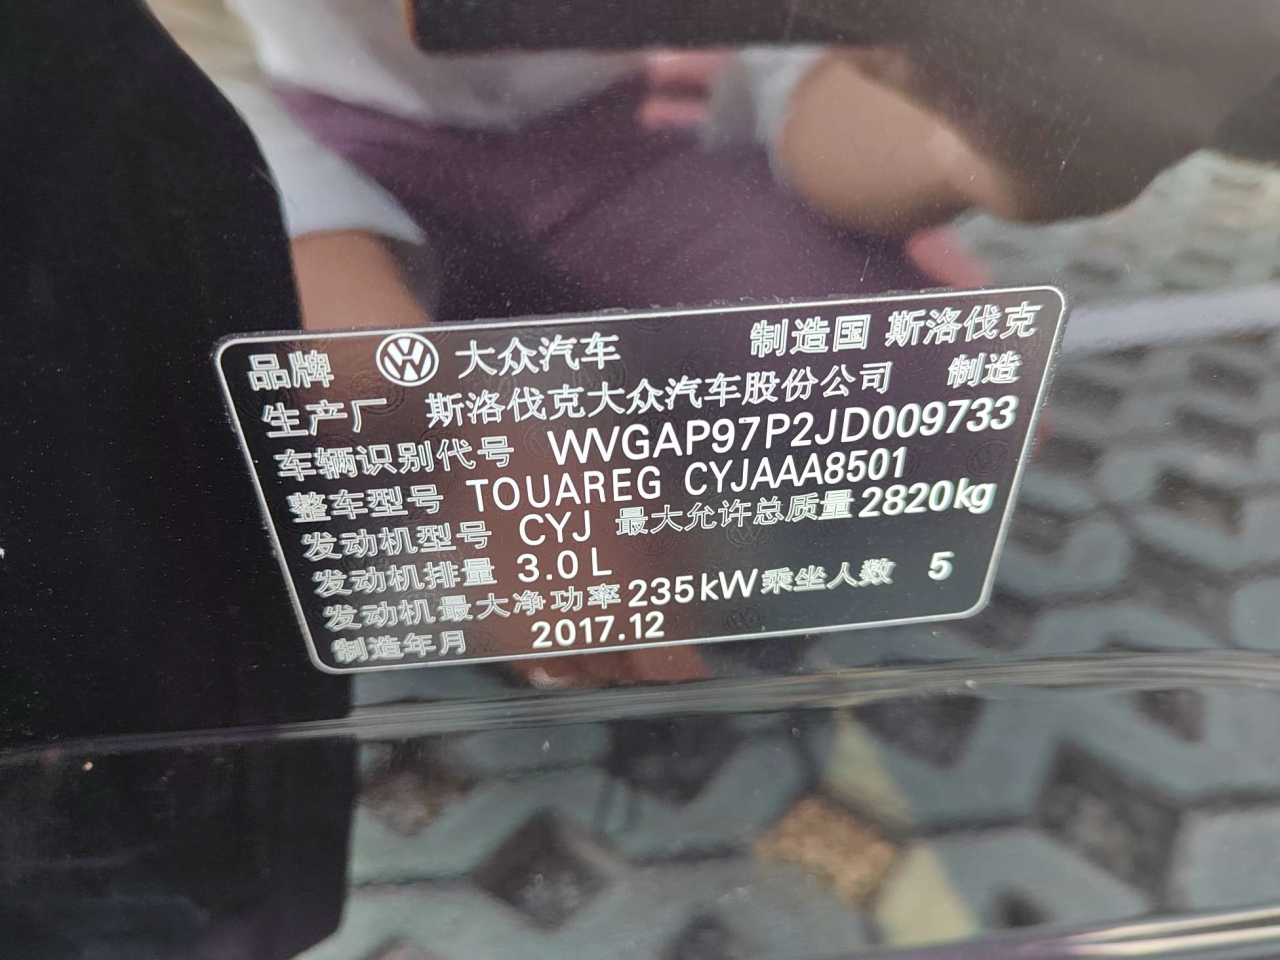 品牌 大众汽车 制造国 斯洛伐克
生产厂 斯洛伐克大众汽车股份公司 制造
车辆识别代号 WVGAP97P2JD009733
整车型号 TOUAREG CYJAAA8501
发动机型号 CYJ 最大允许总质量 2820kg
发动机排量 3.0 L
发动机最大净功率 235kW 乘坐人数 5
制造年月 2017.12